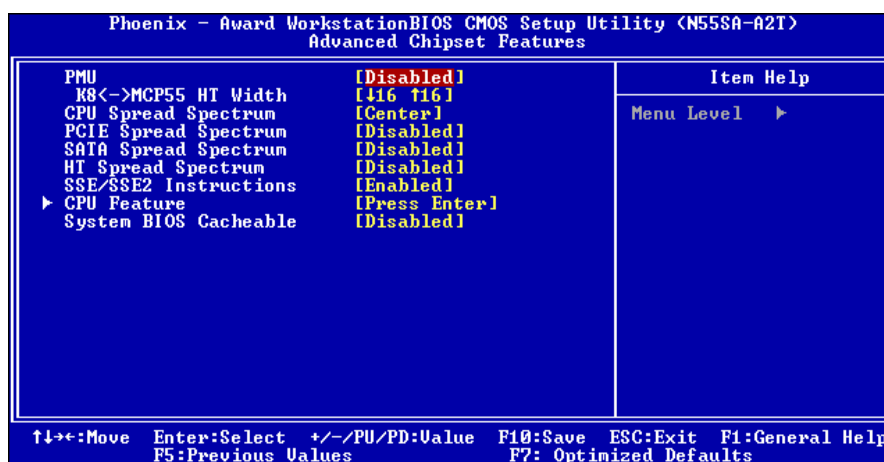 Phoenix - Award WorkstationBIOS CMOS Setup Utility (N55SA-A2T)
Advanced Chipset Features
PMU [Disabled]
K8<->MCP55 HT Width [↓16 ↑16]
CPU Spread Spectrum [Center]
PCIE Spread Spectrum [Disabled]
SATA Spread Spectrum [Disabled]
HT Spread Spectrum [Disabled]
SSE/SSE2 Instructions [Enabled]
► CPU Feature [Press Enter]
System BIOS Cacheable [Disabled]
Item Help
Menu Level ►
↑↓→←:Move Enter:Select +/-/PU/PD:Value F10:Save ESC:Exit F1:General Help
F5:Previous Values F7: Optimized Defaults